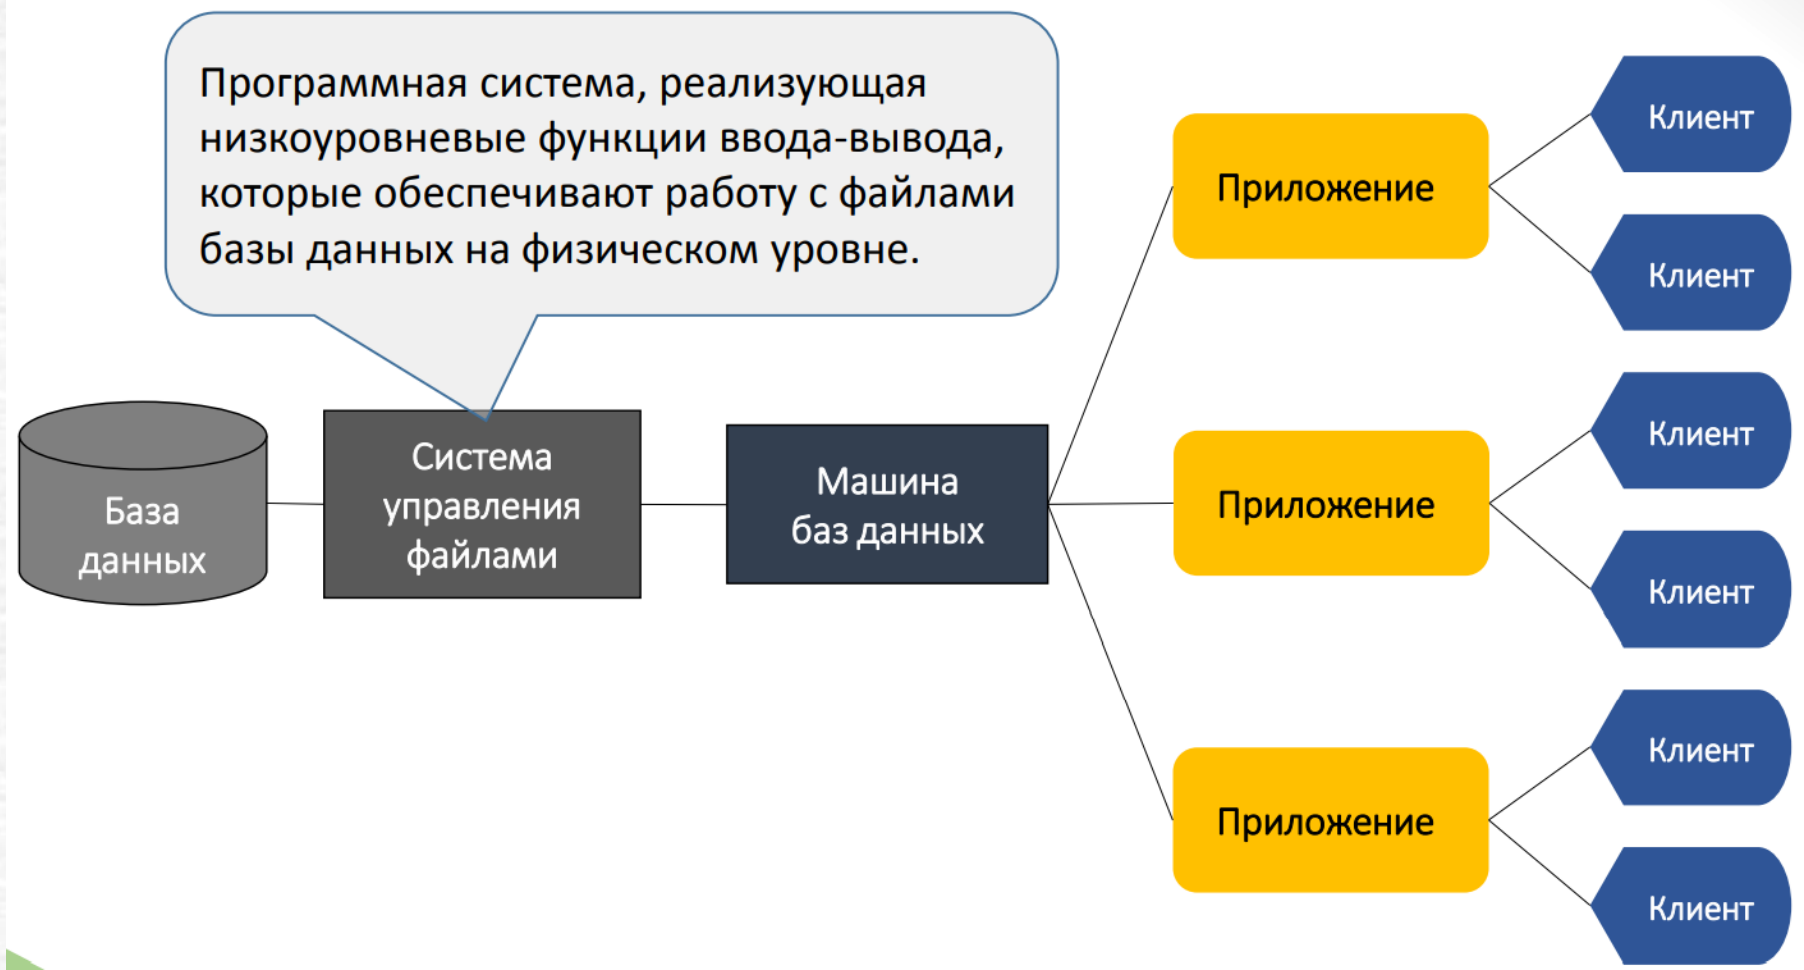 Программная система, реализующая
низкоуровневые функции ввода-вывода,
которые обеспечивают работу с файлами
базы данных на физическом уровне.
База
данных
Система
управления
файлами
Машина
баз данных
Приложение
Клиент
Клиент
Приложение
Клиент
Клиент
Приложение
Клиент
Клиент